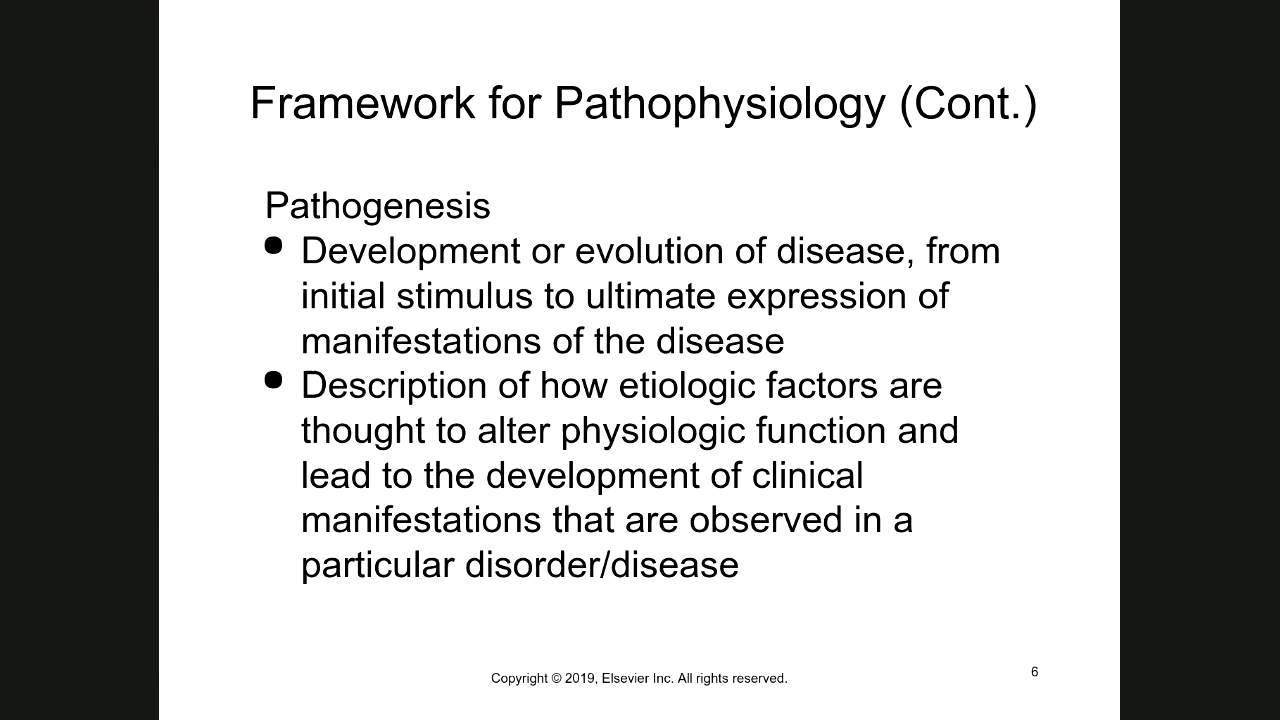 Framework for Pathophysiology (Cont.)
Pathogenesis
● Development or evolution of disease, from
initial stimulus to ultimate expression of
manifestations of the disease
● Description of how etiologic factors are
thought to alter physiologic function and
lead to the development of clinical
manifestations that are observed in a
particular disorder/disease
Copyright © 2019, Elsevier Inc. All rights reserved.
6